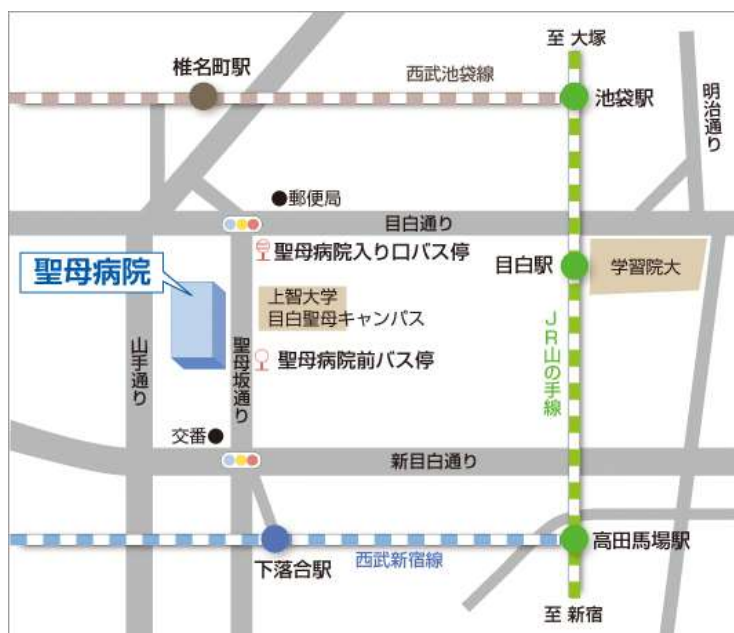 至 大塚
椎名町駅
西武池袋線
池袋駅
明治通り
●郵便局
目白通り
聖母病院入り口バス停
聖母病院
目白駅
学習院大
上智大学
目白聖母キャンパス
JR山の手線
山手通り
聖母坂通り
聖母病院前バス停
交番●
新目白通り
下落合駅
西武新宿線
高田馬場駅
至 新宿